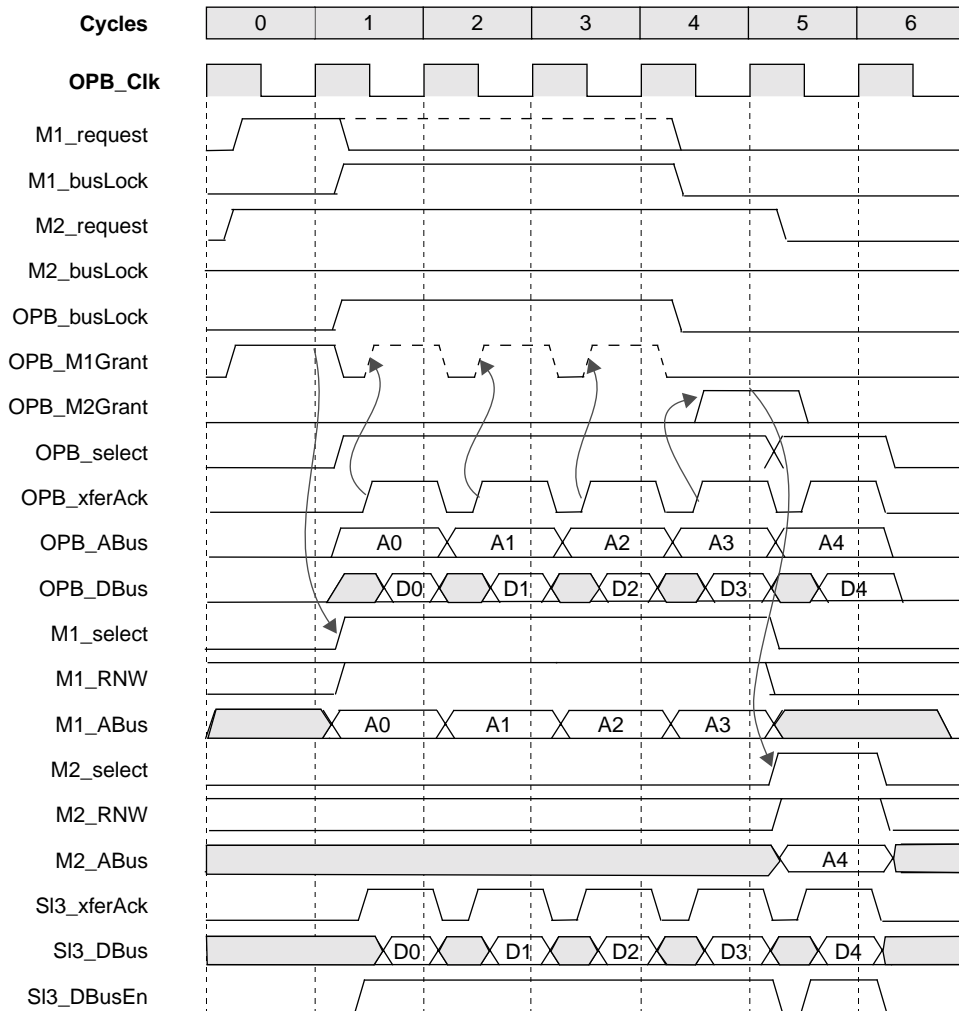 Cycles 0 1 2 3 4 5 6
OPB_Clk
M1_request
M1_busLock
M2_request
M2_busLock
OPB_busLock
OPB_M1Grant
OPB_M2Grant
OPB_select
OPB_xferAck
OPB_ABus A0 A1 A2 A3 A4
OPB_DBus D0 D1 D2 D3 D4
M1_select
M1_RNW
M1_ABus A0 A1 A2 A3
M2_select
M2_RNW
M2_ABus A4
Sl3_xferAck
Sl3_DBus D0 D1 D2 D3 D4
Sl3_DBusEn